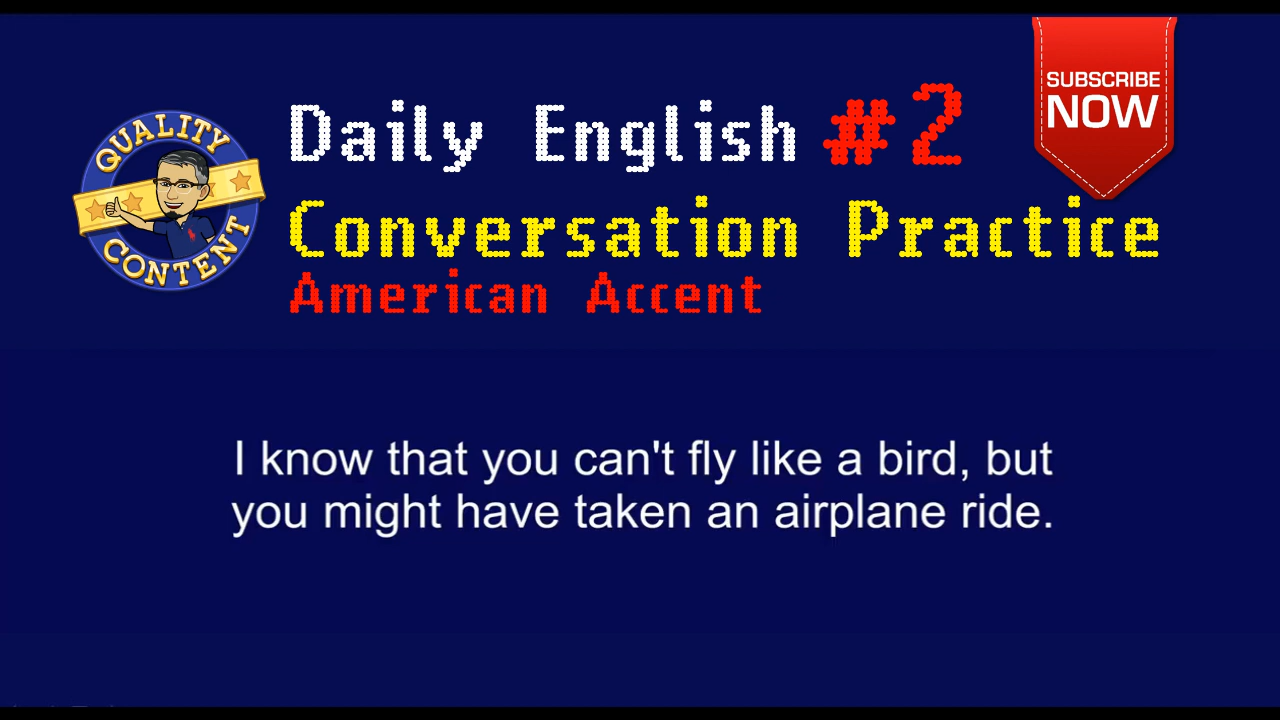 QUALITY
CONTENT
Daily English #2
SUBSCRIBE
NOW
Conversation Practice
American Accent
I know that you can't fly like a bird, but
you might have taken an airplane ride.